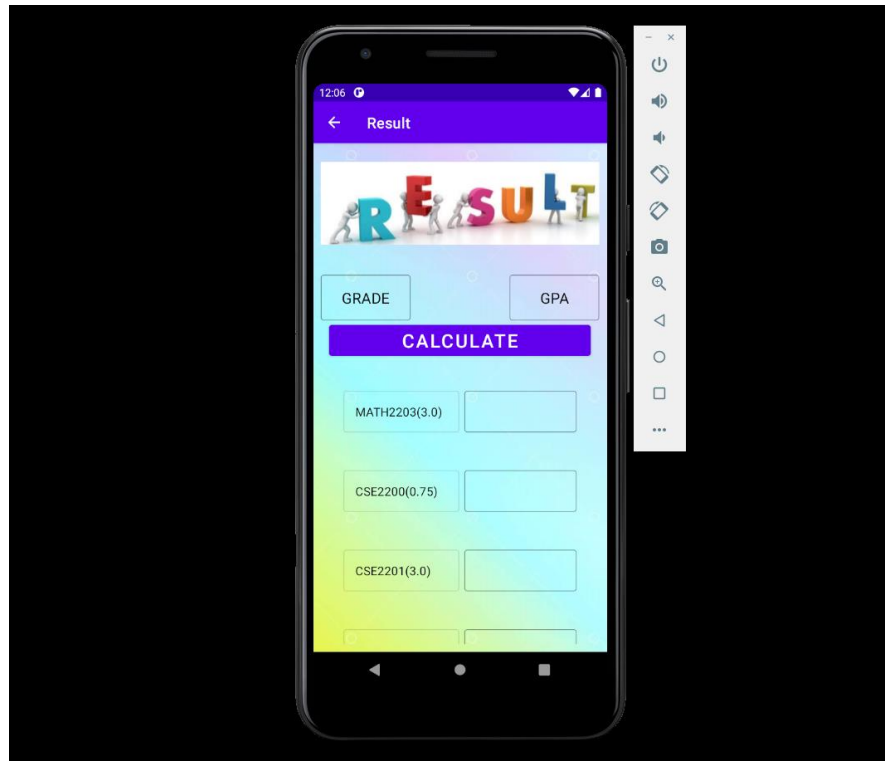 12:06
Result
RESULT
GRADE GPA
CALCULATE
MATH2203(3.0)
CSE2200(0.75)
CSE2201(3.0)